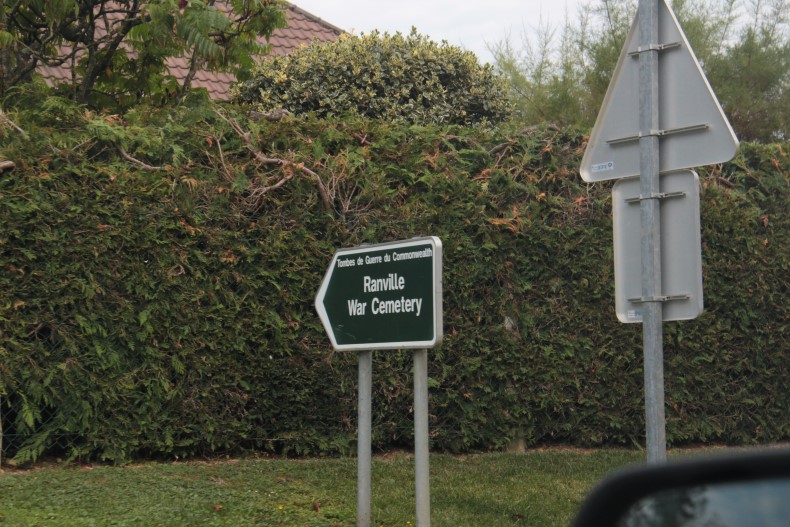 Tombes de Guerre du Commonwealth
Ranville
War Cemetery